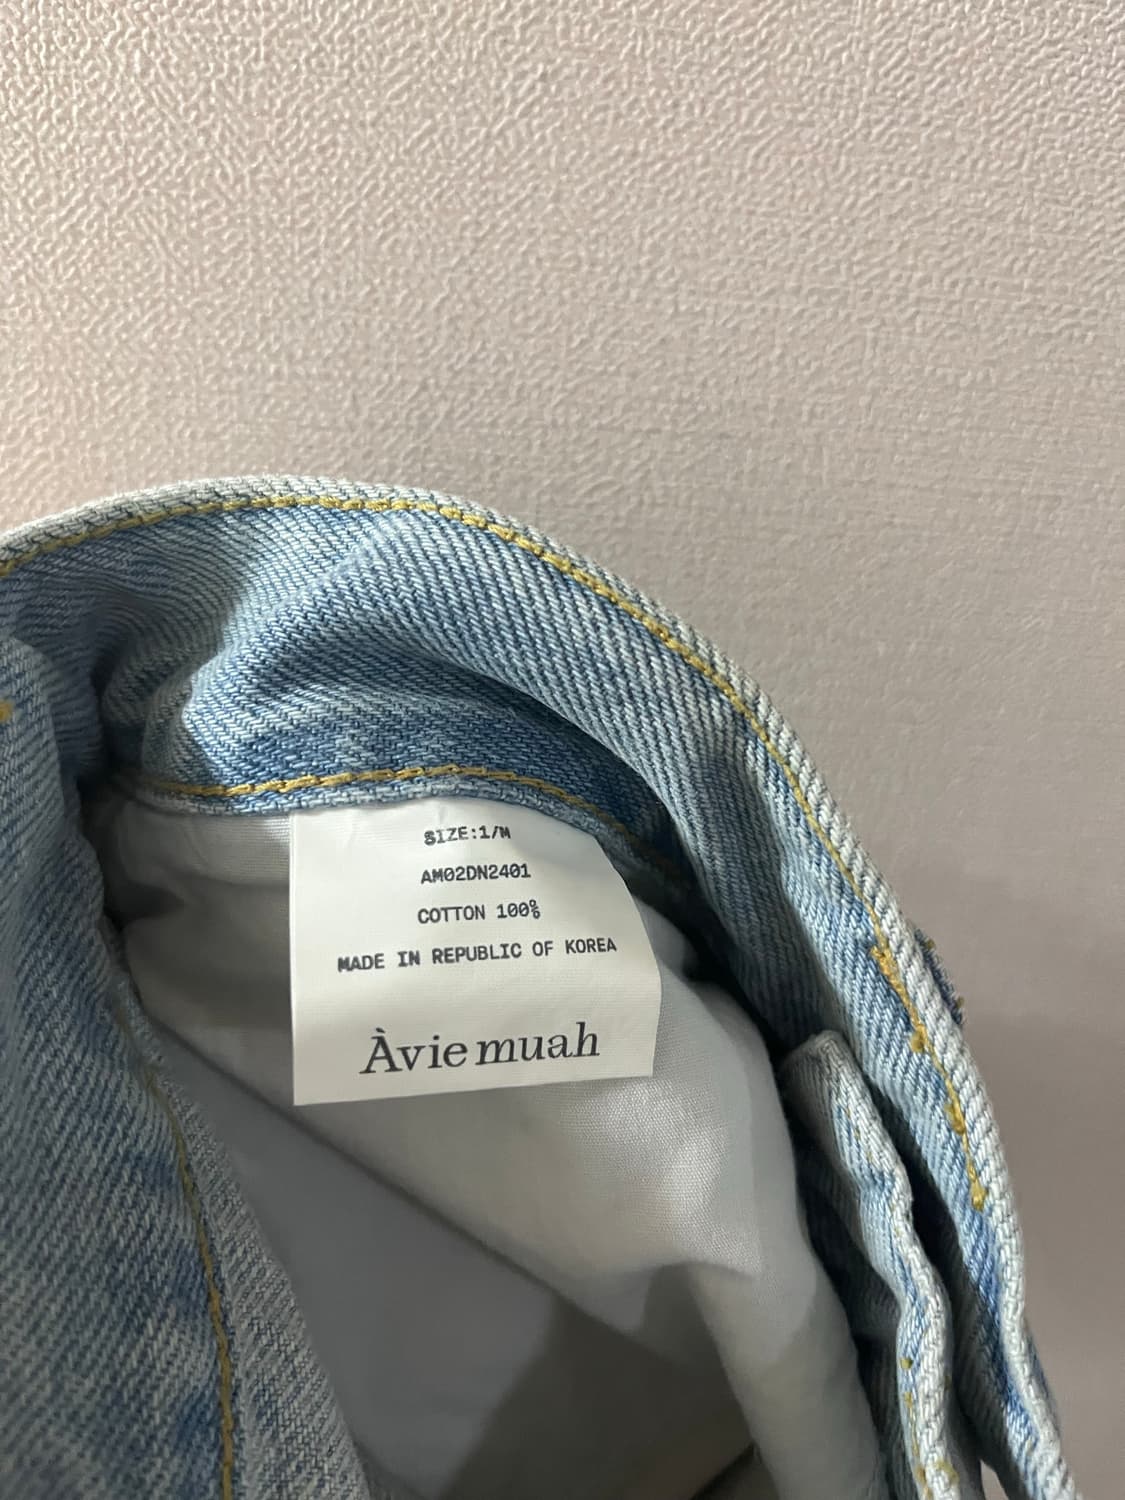 SIZE:1/M
AM02DN2401
COTTON 100%
MADE IN REPUBLIC OF KOREA
Àvie muah